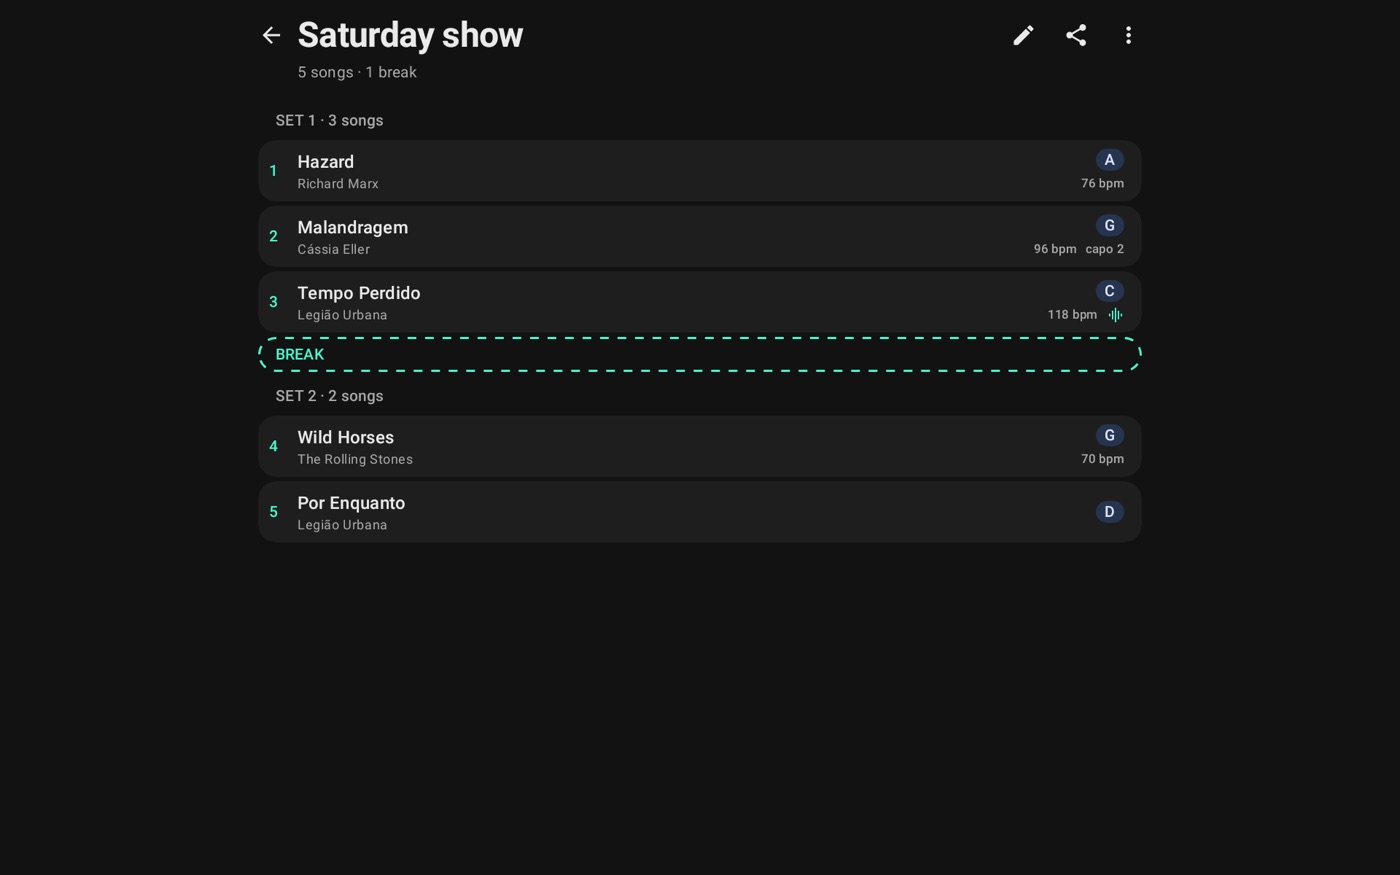 Saturday show
5 songs · 1 break
SET 1 · 3 songs
1
Hazard
Richard Marx
A
76 bpm
2
Malandragem
Cássia Eller
G
96 bpm capo 2
3
Tempo Perdido
Legião Urbana
C
118 bpm
BREAK
SET 2 · 2 songs
4
Wild Horses
The Rolling Stones
G
70 bpm
5
Por Enquanto
Legião Urbana
D